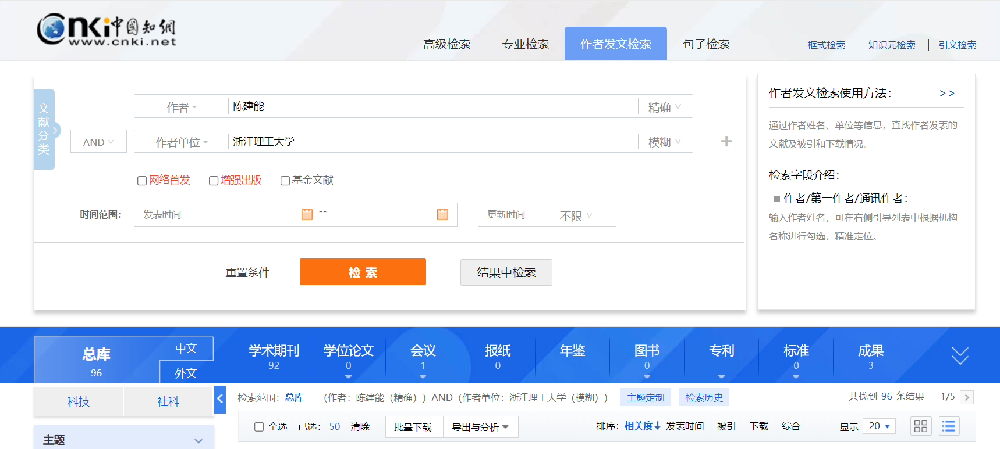 cnki中国知网
www.cnki.net
高级检索 专业检索 作者发文检索 句子检索 一框式检索 | 知识元检索 | 引文检索
文献分类
作者 陈建能 精确
AND 作者单位 浙江理工大学 模糊 +
网络首发 增强出版 基金文献
时间范围： 发表时间 -- 更新时间 不限
重置条件 检索 结果中检索
作者发文检索使用方法： >>
通过作者姓名、单位等信息，查找作者发表的
文献及被引和下载情况。
检索字段介绍：
■ 作者/第一作者/通讯作者：
输入作者姓名，可在右侧引导列表中根据机构
名称进行勾选，精准定位。
总库 中文 学术期刊 学位论文 会议 报纸 年鉴 图书 专利 标准 成果
96 外文 92 0 1 0 0 0 3
科技 社科
检索范围：总库 （作者：陈建能（精确））AND（作者单位：浙江理工大学（模糊）） 主题定制 检索历史 共找到 96 条结果 1/5 >
全选 已选：50 清除 批量下载 导出与分析 排序：相关度↓ 发表时间 被引 下载 综合 显示 20
主题